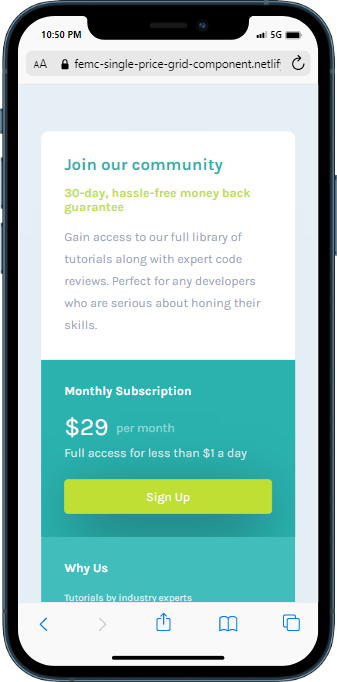 10:50 PM 5G
AA femc-single-price-grid-component.netlify
Join our community
30-day, hassle-free money back
guarantee
Gain access to our full library of
tutorials along with expert code
reviews. Perfect for any developers
who are serious about honing their
skills.
Monthly Subscription
$29 per month
Full access for less than $1 a day
Sign Up
Why Us
Tutorials by industry experts